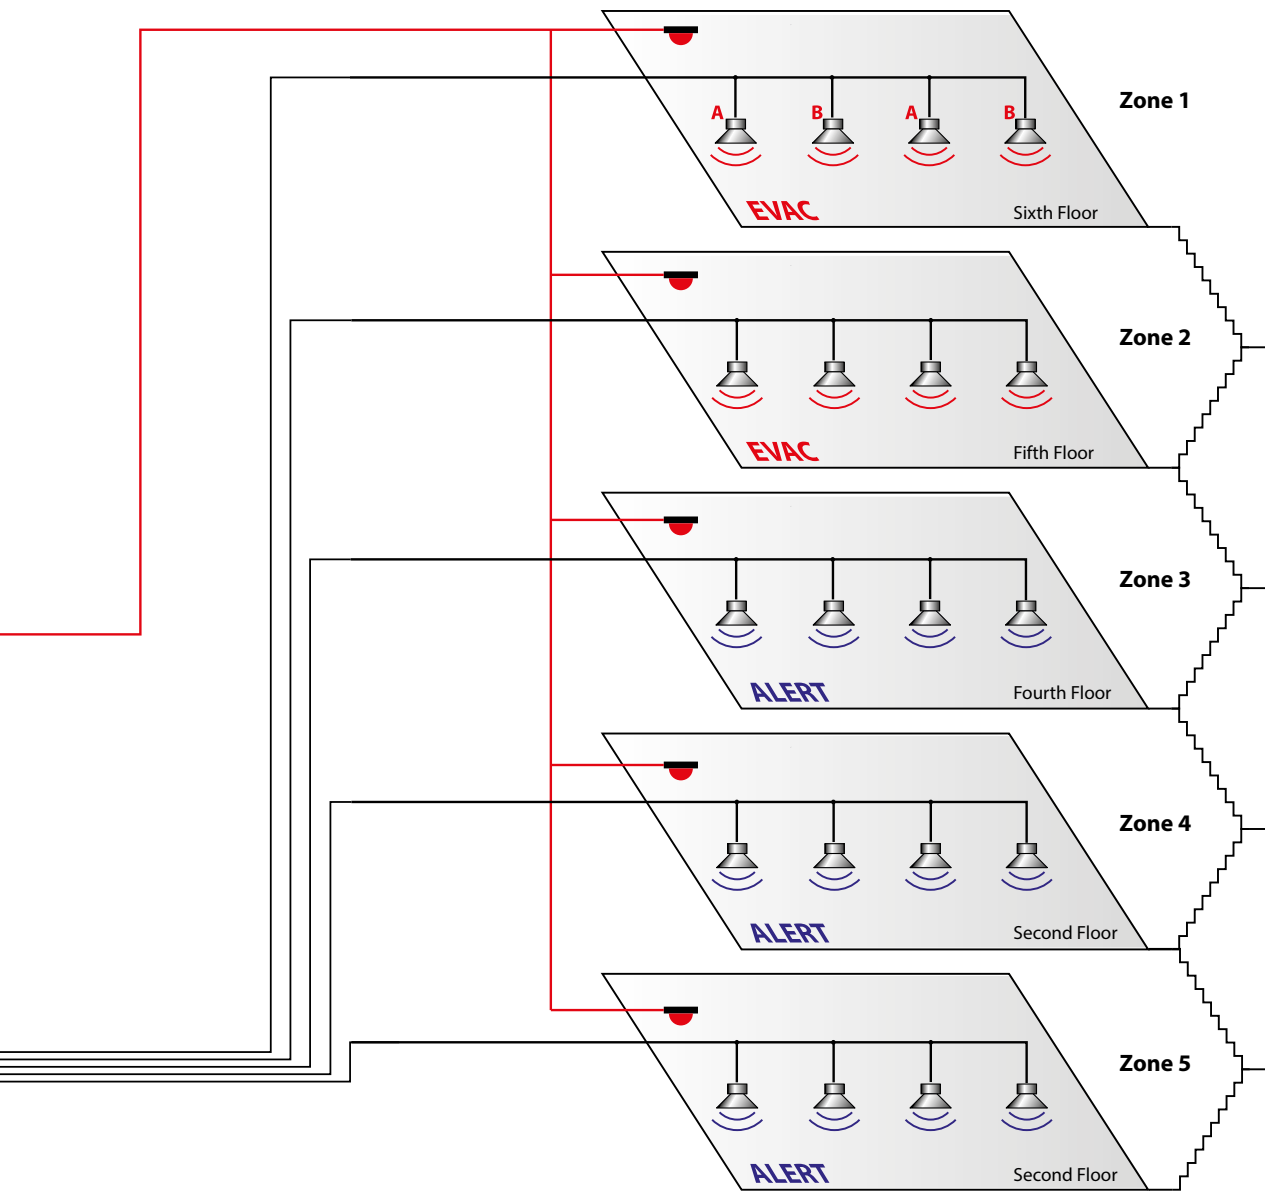 Zone 1
A B A B
EVAC
Sixth Floor
Zone 2
EVAC
Fifth Floor
Zone 3
ALERT
Fourth Floor
Zone 4
ALERT
Second Floor
Zone 5
ALERT
Second Floor